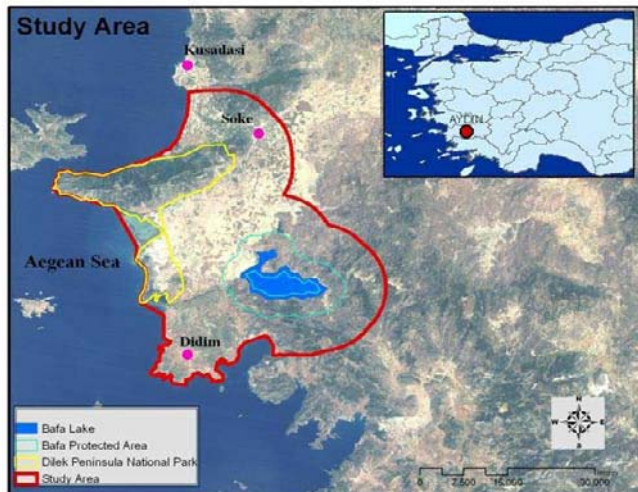 Study Area
Kusadasi
AYDIN
Soke
Aegean Sea
Didim
Bafa Lake
Bafa Protected Area
Dilek Peninsula National Park
Study Area
N
W
E
S
0
7,500
15,000
30,000